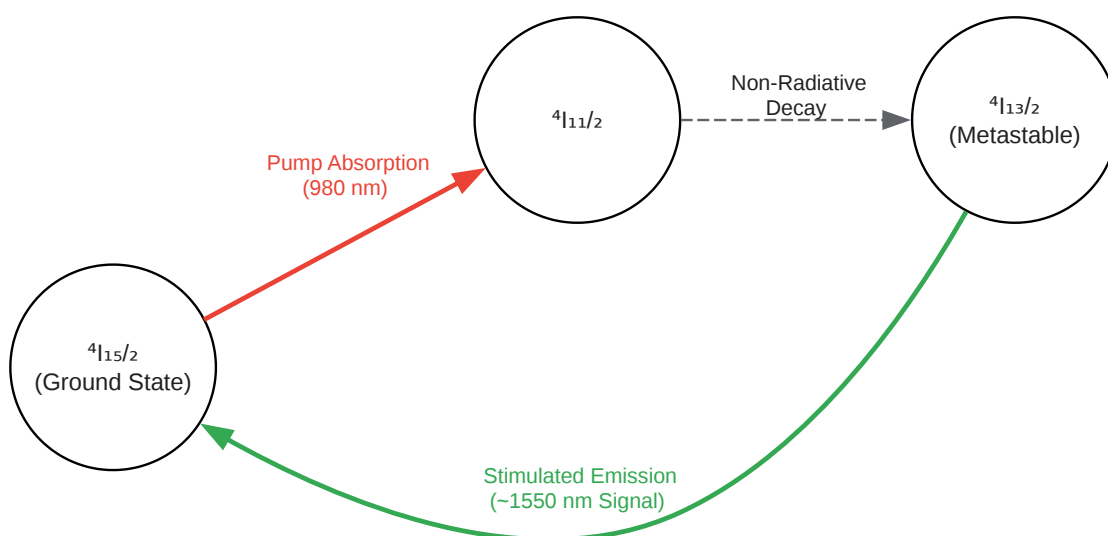 Non-Radiative
Decay
⁴I₁₁/₂
⁴I₁₃/₂
(Metastable)
Pump Absorption
(980 nm)
⁴I₁₅/₂
(Ground State)
Stimulated Emission
(~1550 nm Signal)